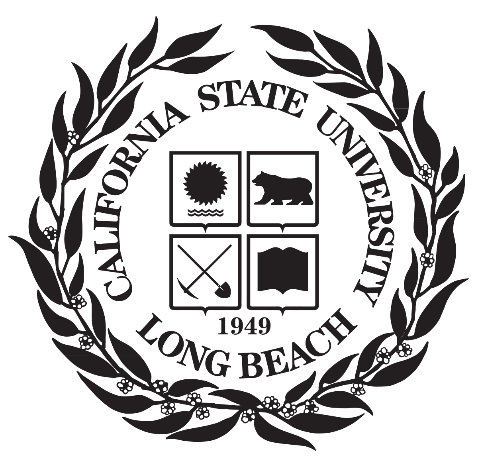 CALIFORNIA STATE UNIVERSITY
1949
LONG BEACH